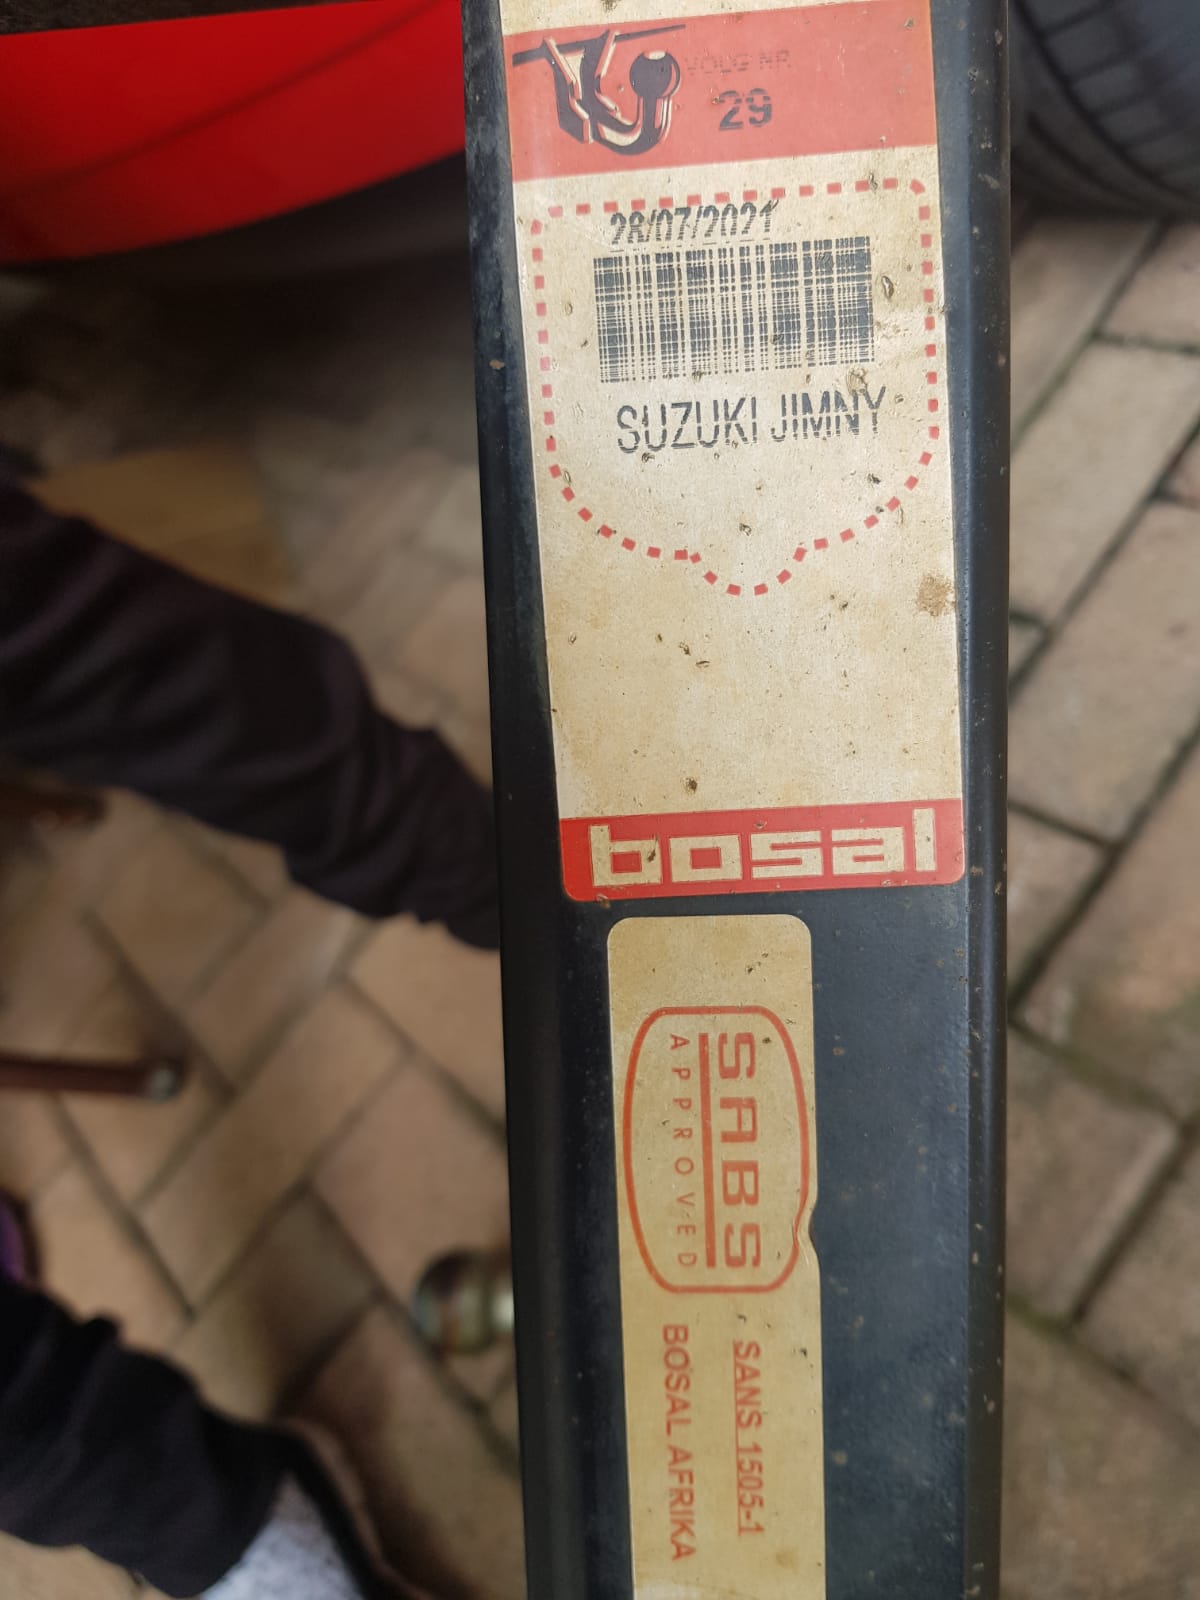 VOLG NR
29
28/07/2021
SUZUKI JIMNY
bosal
SABS
APPROVED
SANS 1505-1
BOSAL AFRIKA